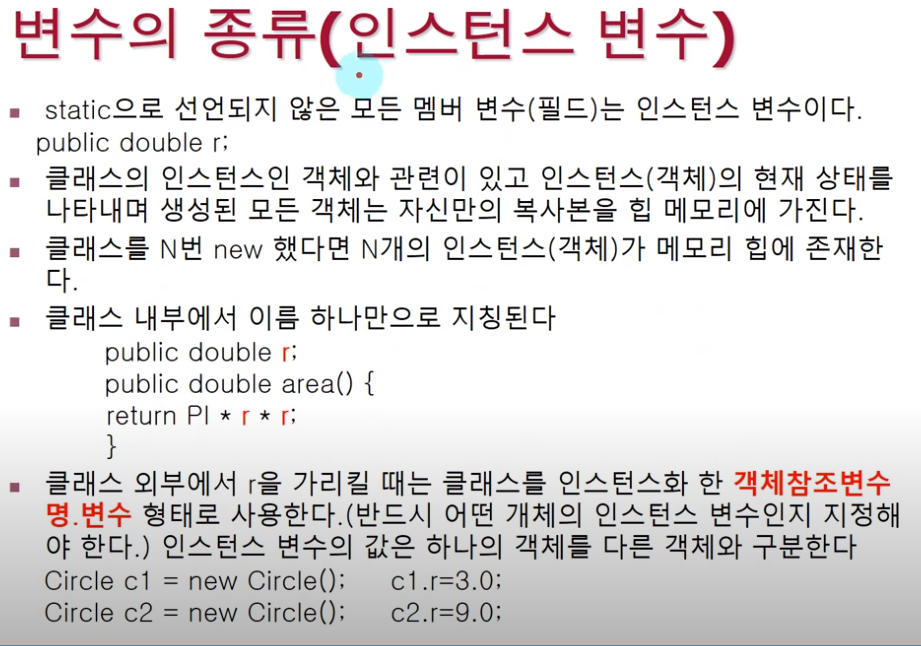 변수의 종류(인스턴스 변수)
static으로 선언되지 않은 모든 멤버 변수(필드)는 인스턴스 변수이다.
public double r;
클래스의 인스턴스인 객체와 관련이 있고 인스턴스(객체)의 현재 상태를
나타내며 생성된 모든 객체는 자신만의 복사본을 힙 메모리에 가진다.
클래스를 N번 new 했다면 N개의 인스턴스(객체)가 메모리 힙에 존재한
다.
클래스 내부에서 이름 하나만으로 지칭된다
public double r;
public double area() {
return PI * r * r;
}
클래스 외부에서 r을 가리킬 때는 클래스를 인스턴스화 한 객체참조변수
명.변수 형태로 사용한다.(반드시 어떤 개체의 인스턴스 변수인지 지정해
야 한다.) 인스턴스 변수의 값은 하나의 객체를 다른 객체와 구분한다
Circle c1 = new Circle(); c1.r=3.0;
Circle c2 = new Circle(); c2.r=9.0;